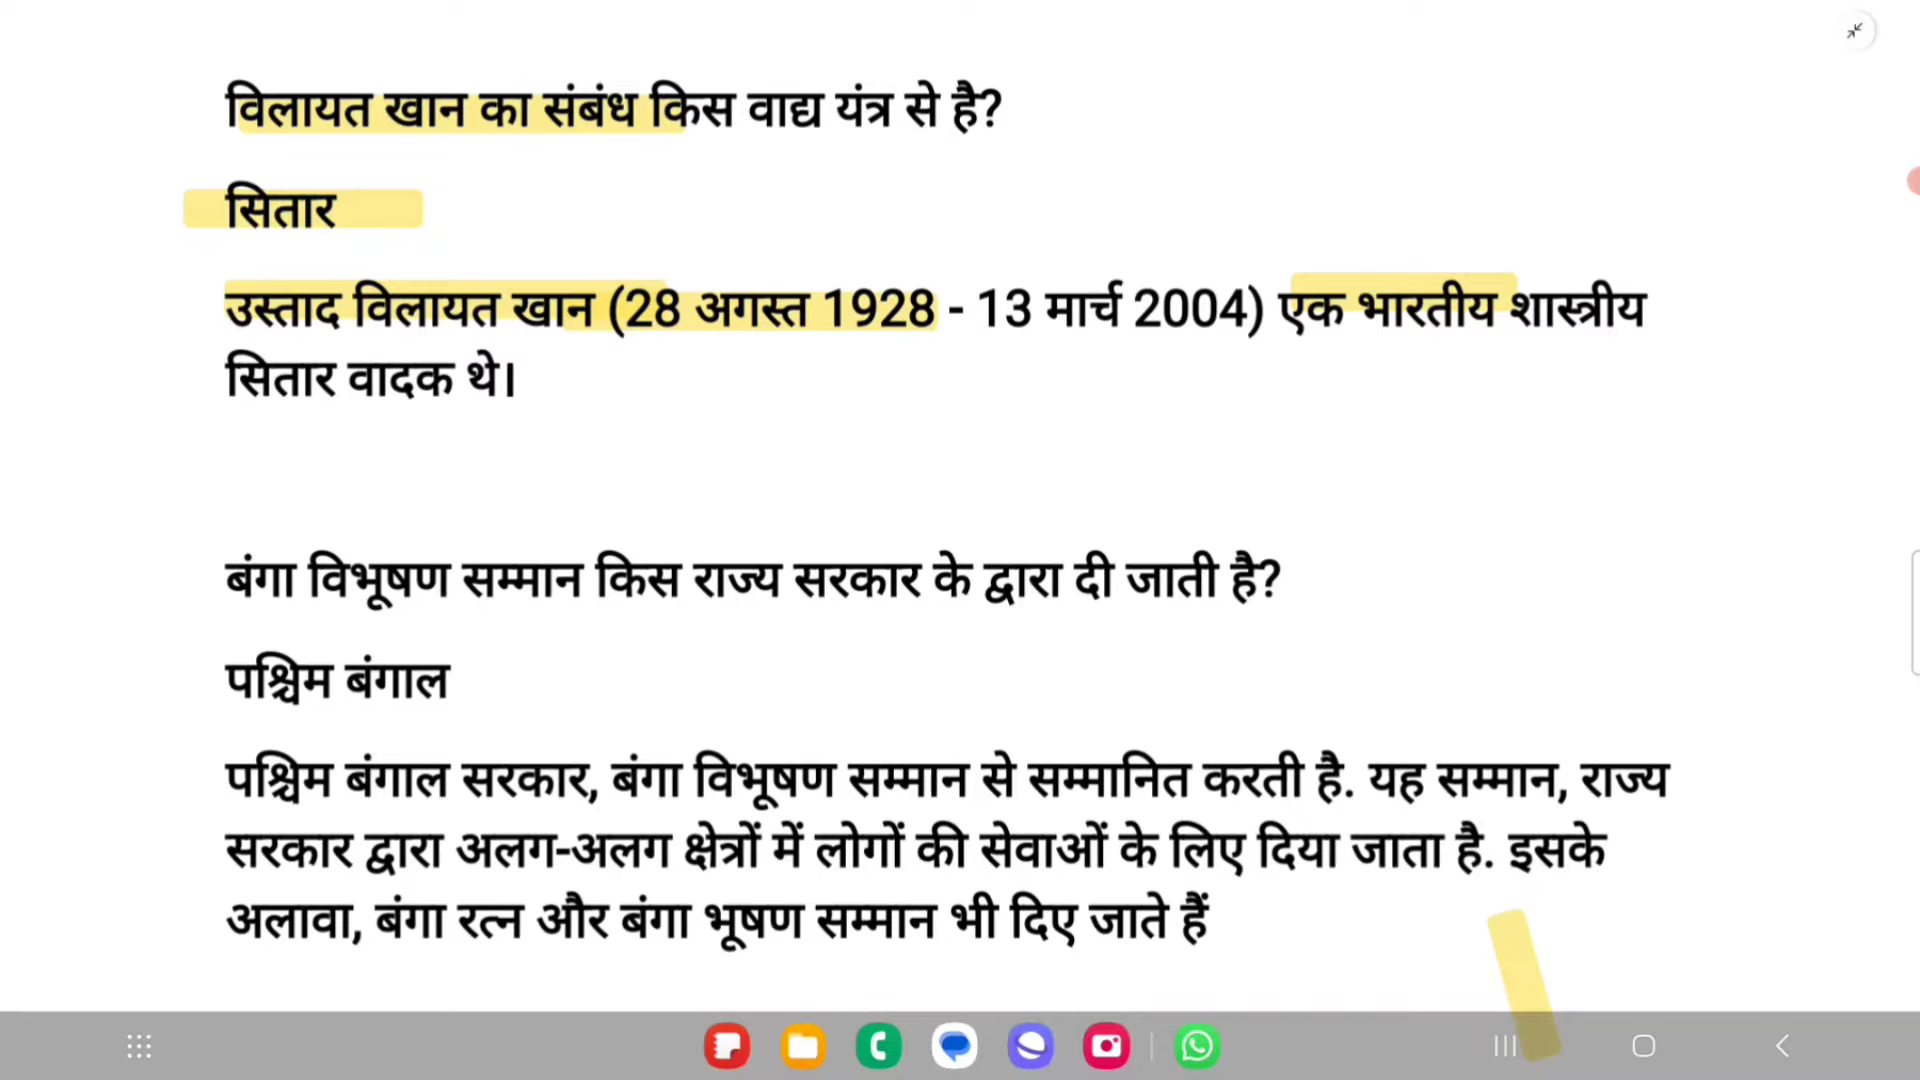 विलायत खान का संबंध किस वाद्य यंत्र से है?
सितार
उस्ताद विलायत खान (28 अगस्त 1928 - 13 मार्च 2004) एक भारतीय शास्त्रीय
सितार वादक थे।
बंगा विभूषण सम्मान किस राज्य सरकार के द्वारा दी जाती है?
पश्चिम बंगाल
पश्चिम बंगाल सरकार, बंगा विभूषण सम्मान से सम्मानित करती है. यह सम्मान, राज्य
सरकार द्वारा अलग-अलग क्षेत्रों में लोगों की सेवाओं के लिए दिया जाता है. इसके
अलावा, बंगा रत्न और बंगा भूषण सम्मान भी दिए जाते हैं